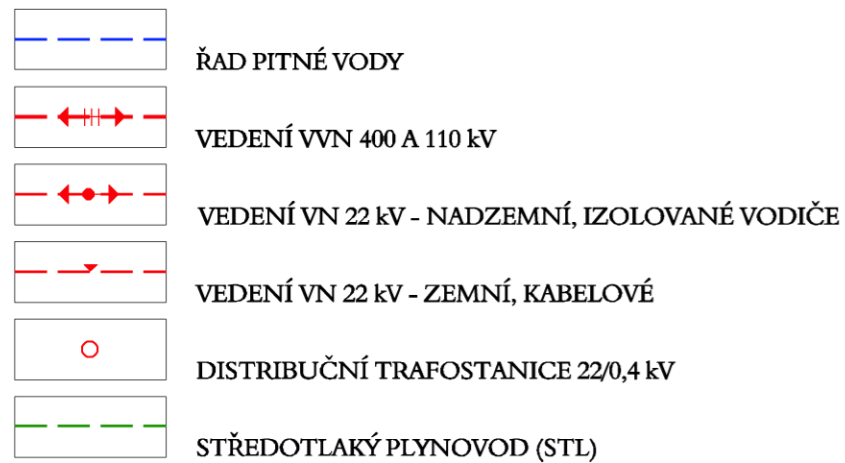 ŘAD PITNÉ VODY
VEDENÍ VVN 400 A 110 kV
VEDENÍ VN 22 kV - NADZEMNÍ, IZOLOVANÉ VODIČE
VEDENÍ VN 22 kV - ZEMNÍ, KABELOVÉ
DISTRIBUČNÍ TRAFOSTANICE 22/0,4 kV
STŘEDOTLAKÝ PLYNOVOD (STL)